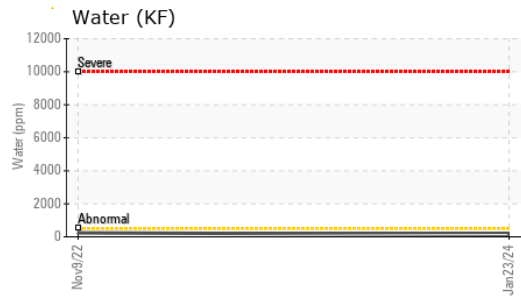 Water (KF)
12000
10000
8000
6000
4000
2000
0
Water (ppm)
Severe
Abnormal
Nov9/22
Jan23/24